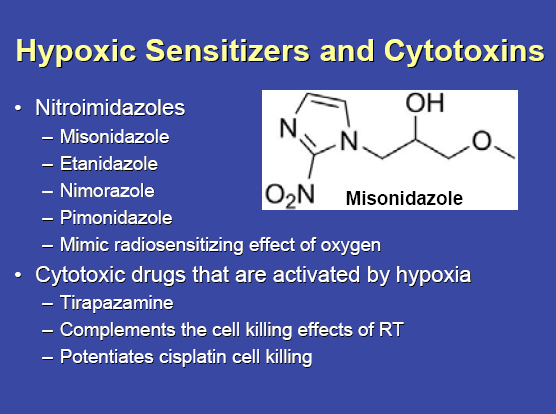 Hypoxic Sensitizers and Cytotoxins
• Nitroimidazoles
– Misonidazole
– Etanidazole
– Nimorazole
– Pimonidazole
– Mimic radiosensitizing effect of oxygen
OH
N
N
O
O₂N
Misonidazole
• Cytotoxic drugs that are activated by hypoxia
– Tirapazamine
– Complements the cell killing effects of RT
– Potentiates cisplatin cell killing